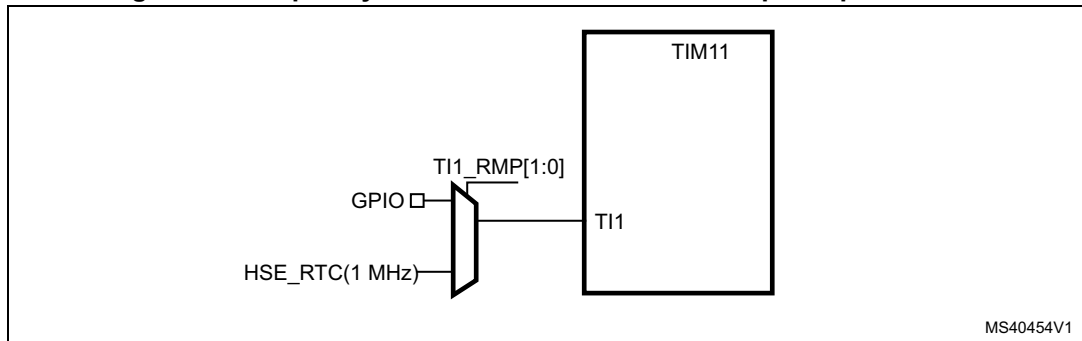 TIM11
TI1_RMP[1:0]
GPIO
TI1
HSE_RTC(1 MHz)
MS40454V1